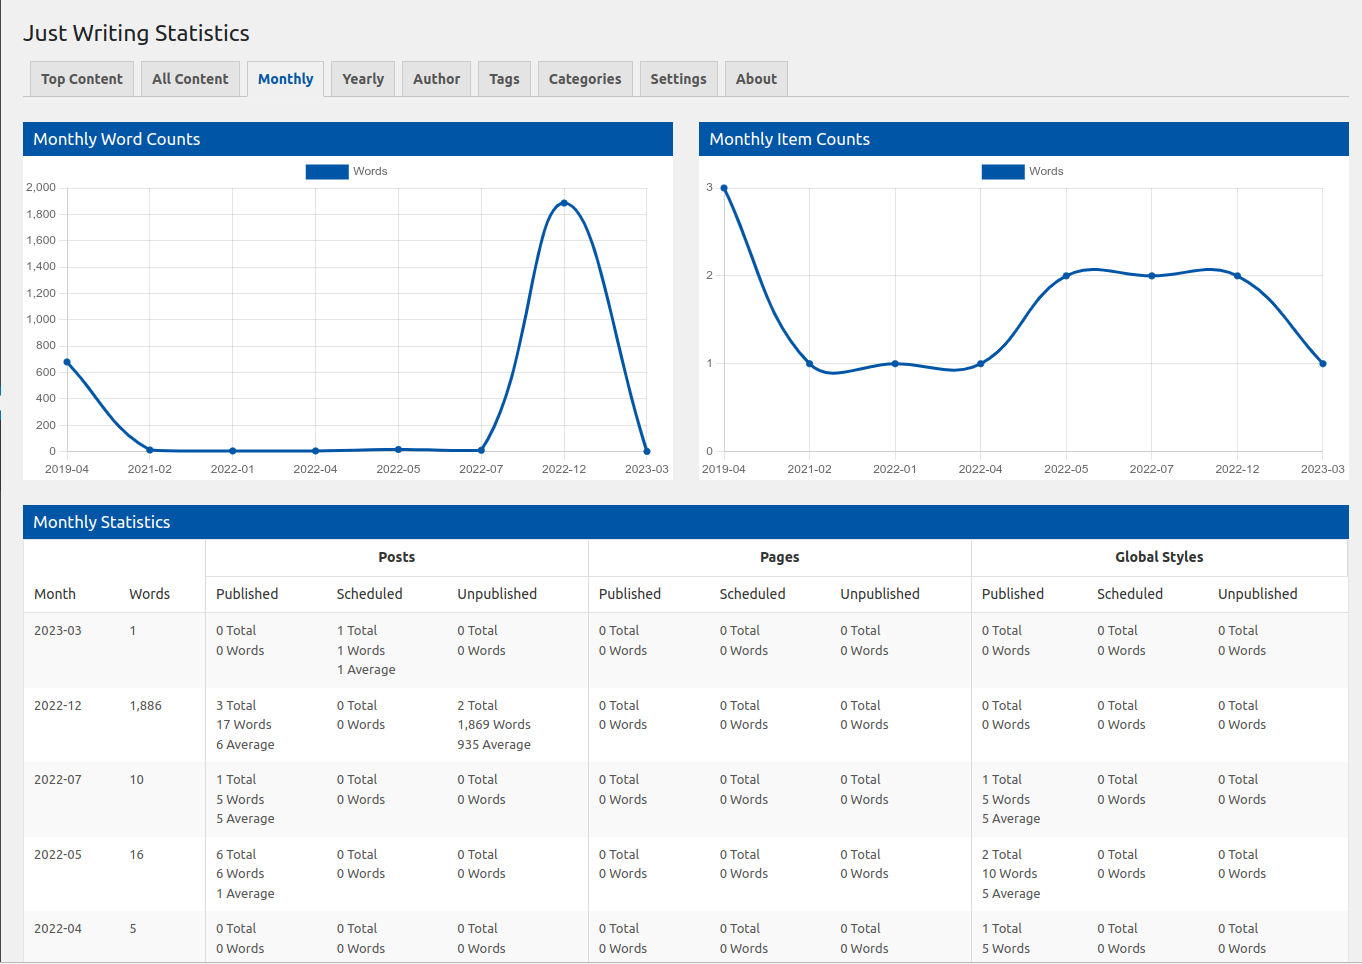 Just Writing Statistics
Top Content All Content Monthly Yearly Author Tags Categories Settings About
Monthly Word Counts
Words
2,000
1,800
1,600
1,400
1,200
1,000
800
600
400
200
0
2019-04 2021-02 2022-01 2022-04 2022-05 2022-07 2022-12 2023-03
Monthly Item Counts
Words
3
2
1
0
2019-04 2021-02 2022-01 2022-04 2022-05 2022-07 2022-12 2023-03
Monthly Statistics
Posts Pages Global Styles
Month Words Published Scheduled Unpublished Published Scheduled Unpublished Published Scheduled Unpublished
2023-03 1 0 Total 1 Total 0 Total 0 Total 0 Total 0 Total 0 Total 0 Total 0 Total
0 Words 1 Words 0 Words 0 Words 0 Words 0 Words 0 Words 0 Words 0 Words
1 Average
2022-12 1,886 3 Total 0 Total 2 Total 0 Total 0 Total 0 Total 0 Total 0 Total 0 Total
17 Words 0 Words 1,869 Words 0 Words 0 Words 0 Words 0 Words 0 Words 0 Words
6 Average 935 Average
2022-07 10 1 Total 0 Total 0 Total 0 Total 0 Total 0 Total 1 Total 0 Total 0 Total
5 Words 0 Words 0 Words 0 Words 0 Words 0 Words 5 Words 0 Words 0 Words
5 Average 5 Average
2022-05 16 6 Total 0 Total 0 Total 0 Total 0 Total 0 Total 2 Total 0 Total 0 Total
6 Words 0 Words 0 Words 0 Words 0 Words 0 Words 10 Words 0 Words 0 Words
1 Average 5 Average
2022-04 5 0 Total 0 Total 0 Total 0 Total 0 Total 0 Total 1 Total 0 Total 0 Total
0 Words 0 Words 0 Words 0 Words 0 Words 0 Words 5 Words 0 Words 0 Words